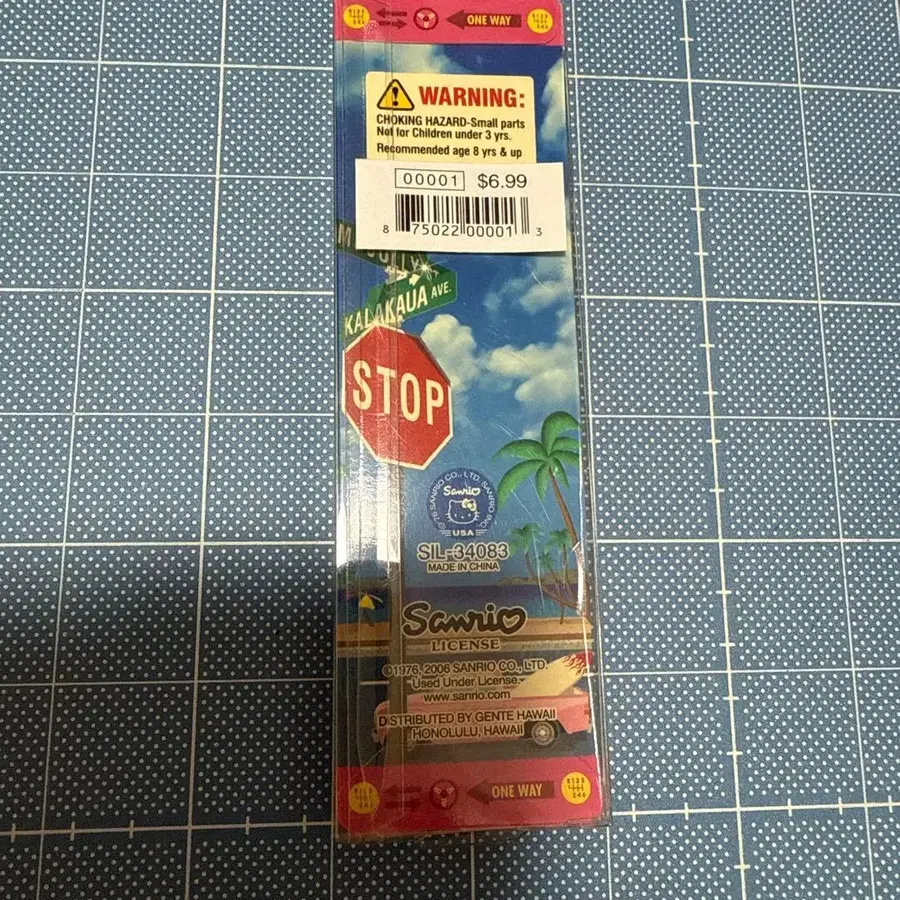 ONE WAY
WARNING:
CHOKING HAZARD-Small parts
Not for Children under 3 yrs.
Recommended age 8 yrs & up
00001 $6.99
8 75022 00001 3
KALAKAUA AVE.
STOP
©'76 SANRIO CO., LTD. SANRIO INC.
Sanrio
USA
SIL-34083
MADE IN CHINA
Sanrio
LICENSE
©1976, 2006 SANRIO CO., LTD.
Used Under License.
www.sanrio.com
DISTRIBUTED BY GENTE HAWAII
HONOLULU, HAWAII
ONE WAY